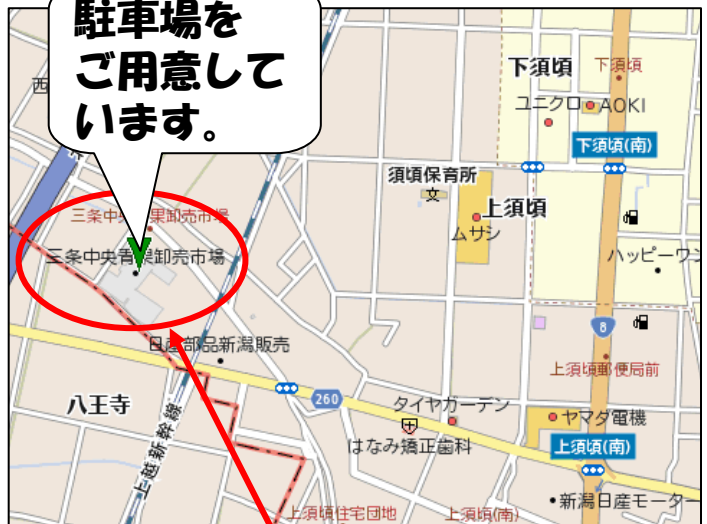 駐車場を
ご用意して
います。
西
下須頃
下須頃
ユニクロ
AOKI
下須頃(南)
須頃保育所
文
上須頃
ムサシ
三条中央青果卸売市場
三条中央青果卸売市場
ハッピーワン
8
日産部品新潟販売
上須頃郵便局前
260
八王寺
タイヤガーデン
ヤマダ電機
はなみ矯正歯科
上須頃(南)
上越新幹線
新潟日産モーター
上須頃住宅団地
上須頃(南)